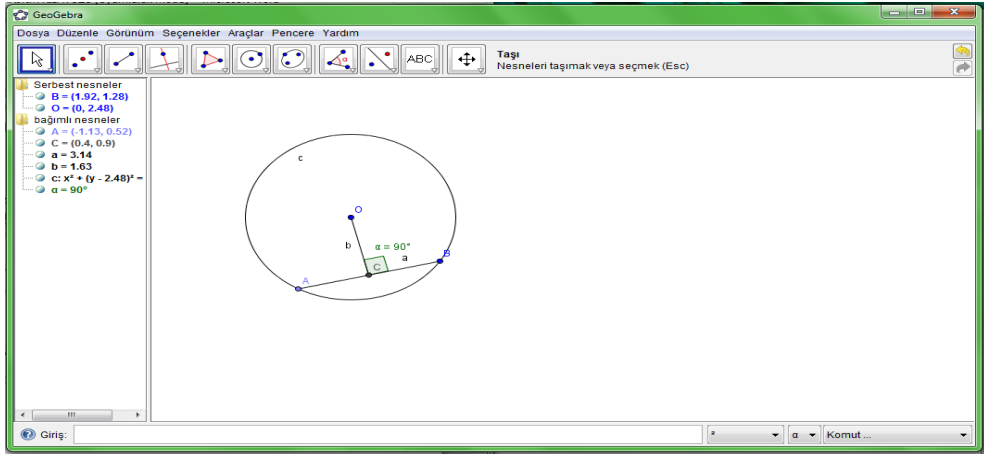 GeoGebra
Dosya Düzenle Görünüm Seçenekler Araçlar Pencere Yardım
ABC
α
Taşı
Nesneleri taşımak veya seçmek (Esc)
Serbest nesneler
B = (1.92, 1.28)
O = (0, 2.48)
bağımlı nesneler
A = (-1.13, 0.52)
C = (0.4, 0.9)
a = 3.14
b = 1.63
c: x² + (y - 2.48)² =
α = 90°
c
O
b
α = 90°
a
B
C
A
Giriş:
²
α
Komut ...